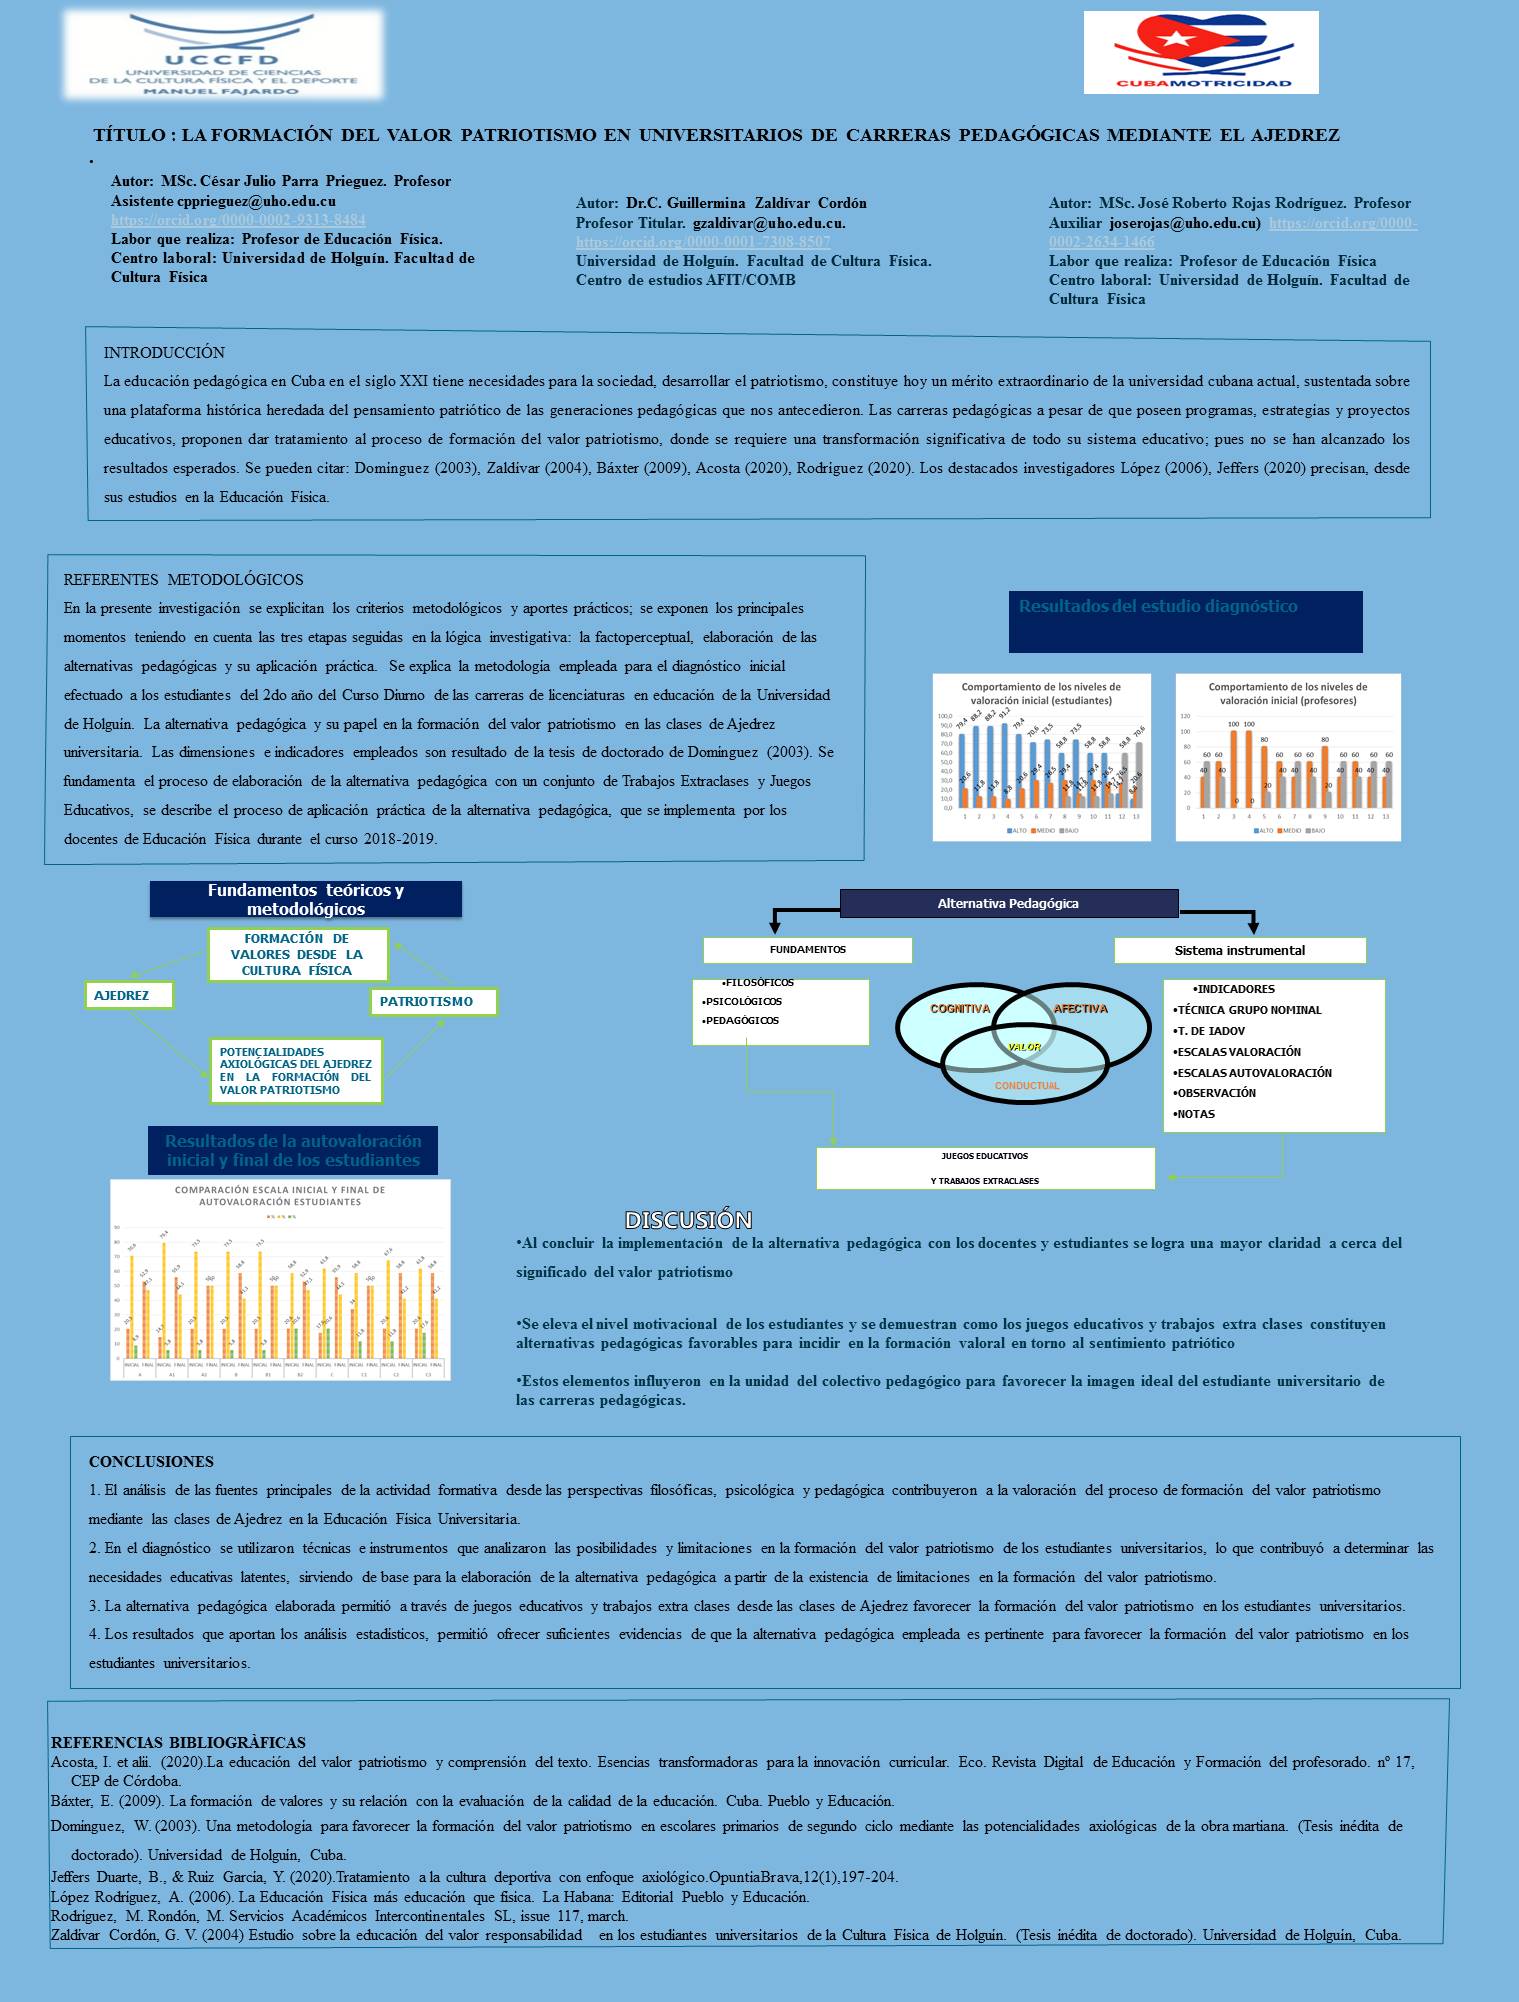 UCCFD
UNIVERSIDAD DE CIENCIAS
DE LA CULTURA FÍSICA Y EL DEPORTE
MANUEL FAJARDO
CUBAMOTRICIDAD
TÍTULO : LA FORMACIÓN DEL VALOR PATRIOTISMO EN UNIVERSITARIOS DE CARRERAS PEDAGÓGICAS MEDIANTE EL AJEDREZ
.
Autor: MSc. César Julio Parra Prieguez. Profesor
Asistente cpprieguez@uho.edu.cu
https://orcid.org/0000-0002-9313-8484
Labor que realiza: Profesor de Educación Física.
Centro laboral: Universidad de Holguín. Facultad de
Cultura Física
Autor: Dr.C. Guillermina Zaldívar Cordón
Profesor Titular. gzaldivar@uho.edu.cu.
https://orcid.org/0000-0001-7308-8507
Universidad de Holguín. Facultad de Cultura Física.
Centro de estudios AFIT/COMB
Autor: MSc. José Roberto Rojas Rodríguez. Profesor
Auxiliar joserojas@uho.edu.cu) https://orcid.org/0000-
0002-2634-1466
Labor que realiza: Profesor de Educación Física
Centro laboral: Universidad de Holguín. Facultad de
Cultura Física
INTRODUCCIÓN
La educación pedagógica en Cuba en el siglo XXI tiene necesidades para la sociedad, desarrollar el patriotismo, constituye hoy un mérito extraordinario de la universidad cubana actual, sustentada sobre
una plataforma histórica heredada del pensamiento patriótico de las generaciones pedagógicas que nos antecedieron. Las carreras pedagógicas a pesar de que poseen programas, estrategias y proyectos
educativos, proponen dar tratamiento al proceso de formación del valor patriotismo, donde se requiere una transformación significativa de todo su sistema educativo; pues no se han alcanzado los
resultados esperados. Se pueden citar: Domínguez (2003), Zaldívar (2004), Báxter (2009), Acosta (2020), Rodríguez (2020). Los destacados investigadores López (2006), Jeffers (2020) precisan, desde
sus estudios en la Educación Física.
REFERENTES METODOLÓGICOS
En la presente investigación se explicitan los criterios metodológicos y aportes prácticos; se exponen los principales
momentos teniendo en cuenta las tres etapas seguidas en la lógica investigativa: la factoperceptual, elaboración de las
alternativas pedagógicas y su aplicación práctica. Se explica la metodología empleada para el diagnóstico inicial
efectuado a los estudiantes del 2do año del Curso Diurno de las carreras de licenciaturas en educación de la Universidad
de Holguín. La alternativa pedagógica y su papel en la formación del valor patriotismo en las clases de Ajedrez
universitaria. Las dimensiones e indicadores empleados son resultado de la tesis de doctorado de Domínguez (2003). Se
fundamenta el proceso de elaboración de la alternativa pedagógica con un conjunto de Trabajos Extraclases y Juegos
Educativos, se describe el proceso de aplicación práctica de la alternativa pedagógica, que se implementa por los
docentes de Educación Física durante el curso 2018-2019.
Resultados del estudio diagnóstico
Comportamiento de los niveles de
valoración inicial (estudiantes)
1 2 3 4 5 6 7 8 9 10 11 12 13
ALTO MEDIO BAJO
Comportamiento de los niveles de
valoración inicial (profesores)
1 2 3 4 5 6 7 8 9 10 11 12 13
ALTO MEDIO BAJO
Fundamentos teóricos y
metodológicos
FORMACIÓN DE
VALORES DESDE LA
CULTURA FÍSICA
AJEDREZ
PATRIOTISMO
POTENCIALIDADES
AXIOLÓGICAS DEL AJEDREZ
EN LA FORMACIÓN DEL
VALOR PATRIOTISMO
Alternativa Pedagógica
FUNDAMENTOS
Sistema instrumental
•FILOSÓFICOS
•PSICOLÓGICOS
•PEDAGÓGICOS
COGNITIVA
AFECTIVA
VALOR
CONDUCTUAL
•INDICADORES
•TÉCNICA GRUPO NOMINAL
•T. DE IADOV
•ESCALAS VALORACIÓN
•ESCALAS AUTOVALORACIÓN
•OBSERVACIÓN
•NOTAS
JUEGOS EDUCATIVOS
Y TRABAJOS EXTRACLASES
Resultados de la autovaloración
inicial y final de los estudiantes
COMPARACIÓN ESCALA INICIAL Y FINAL DE
AUTOVALORACIÓN ESTUDIANTES
DISCUSIÓN
•Al concluir la implementación de la alternativa pedagógica con los docentes y estudiantes se logra una mayor claridad a cerca del
significado del valor patriotismo
•Se eleva el nivel motivacional de los estudiantes y se demuestran como los juegos educativos y trabajos extra clases constituyen
alternativas pedagógicas favorables para incidir en la formación valoral en torno al sentimiento patriótico
•Estos elementos influyeron en la unidad del colectivo pedagógico para favorecer la imagen ideal del estudiante universitario de
las carreras pedagógicas.
CONCLUSIONES
1. El análisis de las fuentes principales de la actividad formativa desde las perspectivas filosóficas, psicológica y pedagógica contribuyeron a la valoración del proceso de formación del valor patriotismo
mediante las clases de Ajedrez en la Educación Física Universitaria.
2. En el diagnóstico se utilizaron técnicas e instrumentos que analizaron las posibilidades y limitaciones en la formación del valor patriotismo de los estudiantes universitarios, lo que contribuyó a determinar las
necesidades educativas latentes, sirviendo de base para la elaboración de la alternativa pedagógica a partir de la existencia de limitaciones en la formación del valor patriotismo.
3. La alternativa pedagógica elaborada permitió a través de juegos educativos y trabajos extra clases desde las clases de Ajedrez favorecer la formación del valor patriotismo en los estudiantes universitarios.
4. Los resultados que aportan los análisis estadísticos, permitió ofrecer suficientes evidencias de que la alternativa pedagógica empleada es pertinente para favorecer la formación del valor patriotismo en los
estudiantes universitarios.
REFERENCIAS BIBLIOGRÀFICAS
Acosta, I. et alii. (2020).La educación del valor patriotismo y comprensión del texto. Esencias transformadoras para la innovación curricular. Eco. Revista Digital de Educación y Formación del profesorado. nº 17,
CEP de Córdoba.
Báxter, E. (2009). La formación de valores y su relación con la evaluación de la calidad de la educación. Cuba. Pueblo y Educación.
Domínguez, W. (2003). Una metodología para favorecer la formación del valor patriotismo en escolares primarios de segundo ciclo mediante las potencialidades axiológicas de la obra martiana. (Tesis inédita de
doctorado). Universidad de Holguín, Cuba.
Jeffers Duarte, B., & Ruiz García, Y. (2020).Tratamiento a la cultura deportiva con enfoque axiológico.OpuntiaBrava,12(1),197-204.
López Rodríguez, A. (2006). La Educación Física más educación que física. La Habana: Editorial Pueblo y Educación.
Rodríguez, M. Rondón, M. Servicios Académicos Intercontinentales SL, issue 117, march.
Zaldívar Cordón, G. V. (2004) Estudio sobre la educación del valor responsabilidad en los estudiantes universitarios de la Cultura Física de Holguín. (Tesis inédita de doctorado). Universidad de Holguín, Cuba.